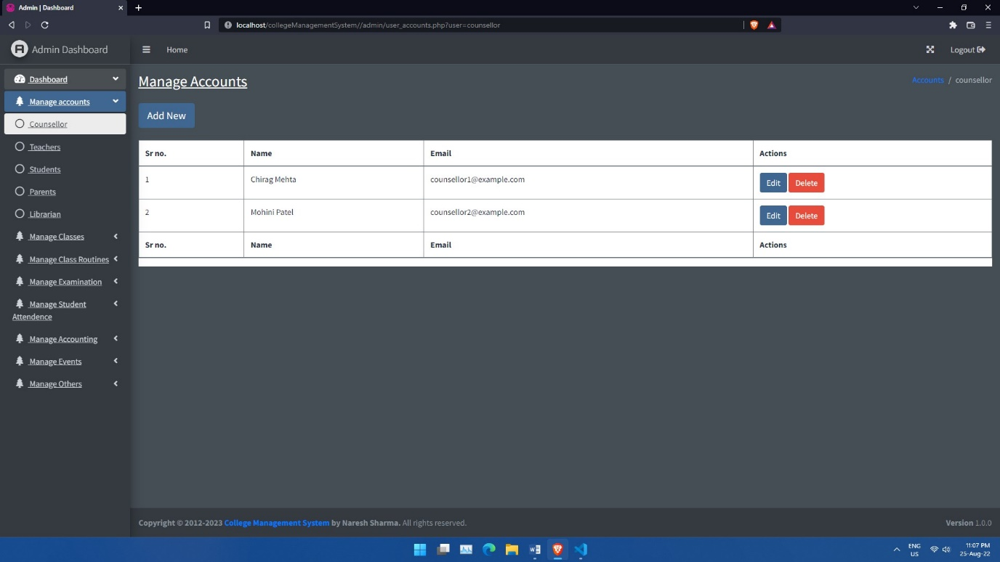 Admin | Dashboard
localhost/collegeManagementSystem//admin/user_accounts.php?user=counsellor
Admin Dashboard
Home
Logout
Dashboard
Manage accounts
Counsellor
Teachers
Students
Parents
Librarian
Manage Classes
Manage Class Routines
Manage Examination
Manage Student
Attendence
Manage Accounting
Manage Events
Manage Others
Manage Accounts
Accounts / counsellor
Add New
Sr no. Name Email Actions
1 Chirag Mehta counsellor1@example.com Edit Delete
2 Mohini Patel counsellor2@example.com Edit Delete
Sr no. Name Email Actions
Copyright © 2012-2023 College Management System by Naresh Sharma. All rights reserved.
Version 1.0.0
ENG
US
11:07 PM
25-Aug-22